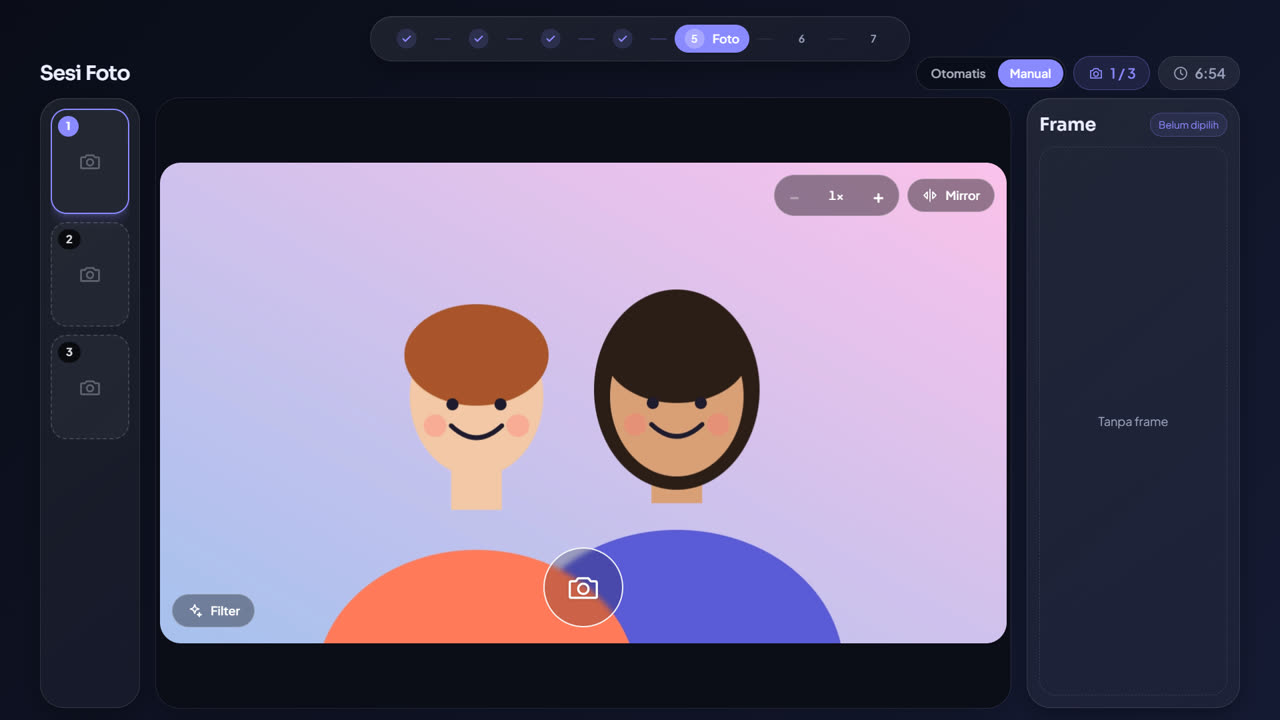 5 Foto 6 7
Sesi Foto
Otomatis Manual 1 / 3 6:54
1
2
3
1×
Mirror
Filter
Frame
Belum dipilih
Tanpa frame